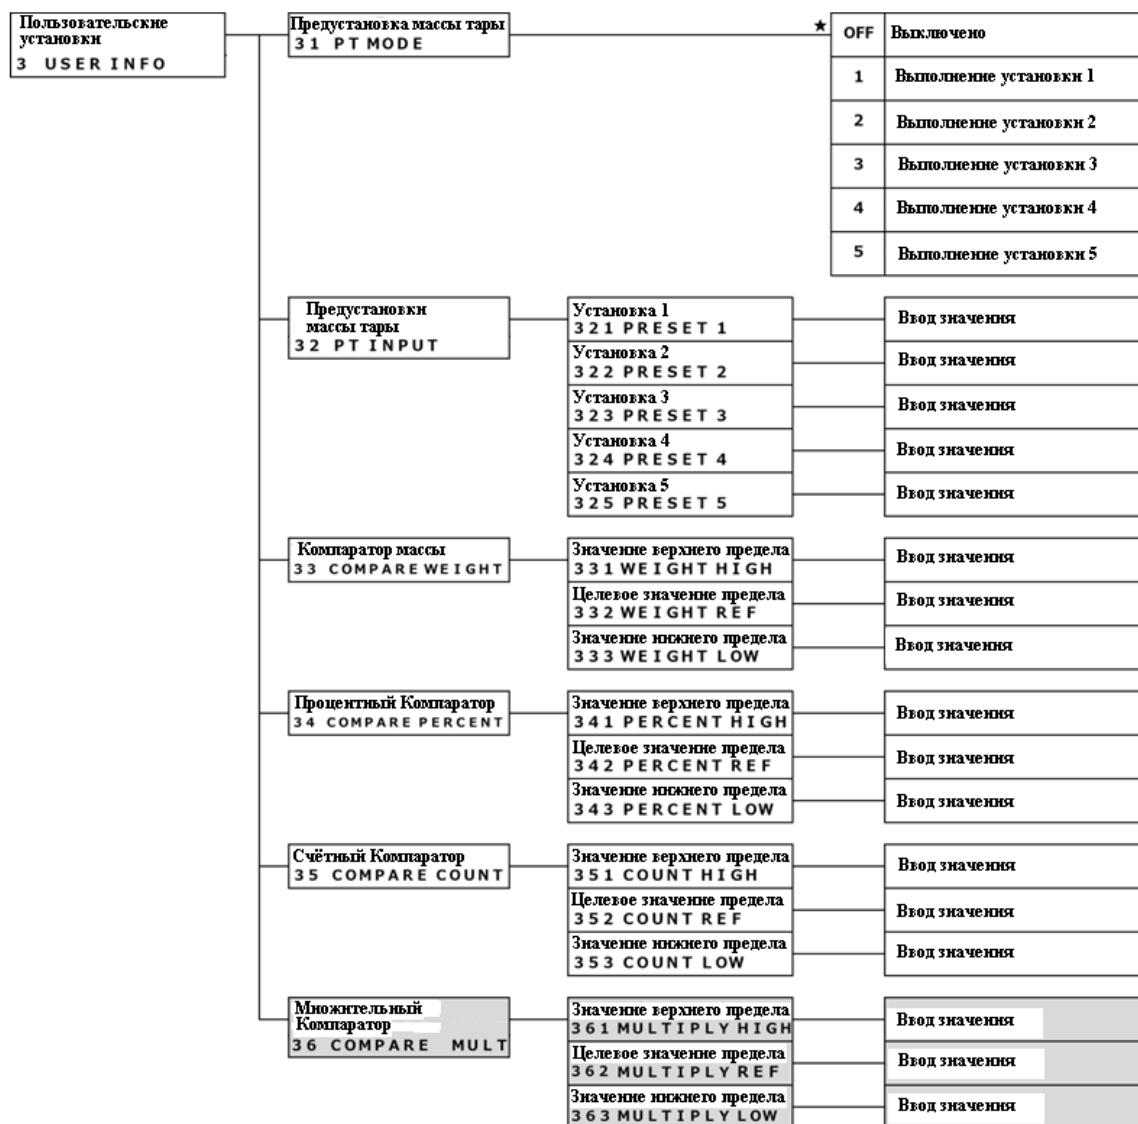 Пользовательские
установки
3 USER INFO
Предустановка массы тары
31 PT MODE
★ OFF Выключено
1 Выполнение установки 1
2 Выполнение установки 2
3 Выполнение установки 3
4 Выполнение установки 4
5 Выполнение установки 5
Предустановки
массы тары
32 PT INPUT
Установка 1
321 PRESET 1
Ввод значения
Установка 2
322 PRESET 2
Ввод значения
Установка 3
323 PRESET 3
Ввод значения
Установка 4
324 PRESET 4
Ввод значения
Установка 5
325 PRESET 5
Ввод значения
Компаратор массы
33 COMPARE WEIGHT
Значение верхнего предела
331 WEIGHT HIGH
Ввод значения
Целевое значение предела
332 WEIGHT REF
Ввод значения
Значение нижнего предела
333 WEIGHT LOW
Ввод значения
Процентный Компаратор
34 COMPARE PERCENT
Значение верхнего предела
341 PERCENT HIGH
Ввод значения
Целевое значение предела
342 PERCENT REF
Ввод значения
Значение нижнего предела
343 PERCENT LOW
Ввод значения
Счётный Компаратор
35 COMPARE COUNT
Значение верхнего предела
351 COUNT HIGH
Ввод значения
Целевое значение предела
352 COUNT REF
Ввод значения
Значение нижнего предела
353 COUNT LOW
Ввод значения
Множительный
Компаратор
36 COMPARE MULT
Значение верхнего предела
361 MULTIPLY HIGH
Ввод значения
Целевое значение предела
362 MULTIPLY REF
Ввод значения
Значение нижнего предела
363 MULTIPLY LOW
Ввод значения